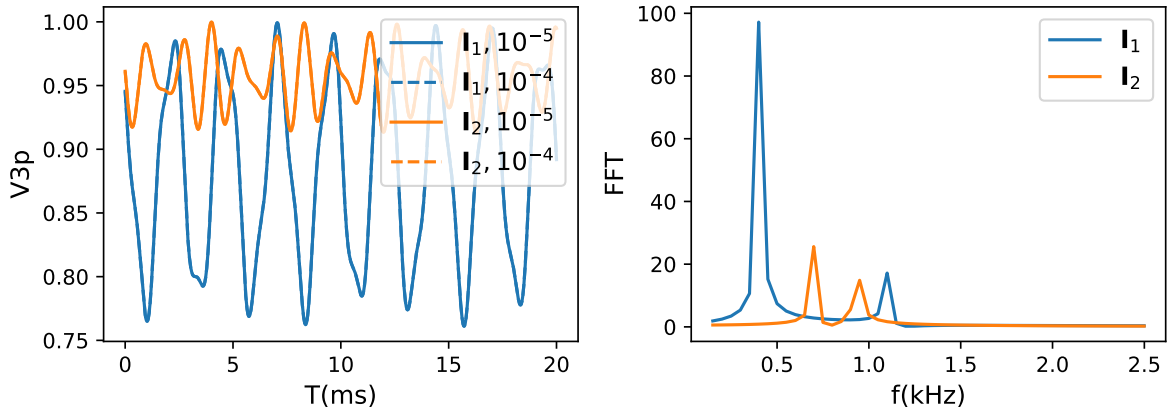 1.00
0.95
0.90
0.85
0.80
0.75
V3p
0
5
10
15
20
T(ms)
I₁, 10⁻⁵
I₁, 10⁻⁴
I₂, 10⁻⁵
I₂, 10⁻⁴
100
80
60
40
20
0
FFT
0.5
1.0
1.5
2.0
2.5
f(kHz)
I₁
I₂